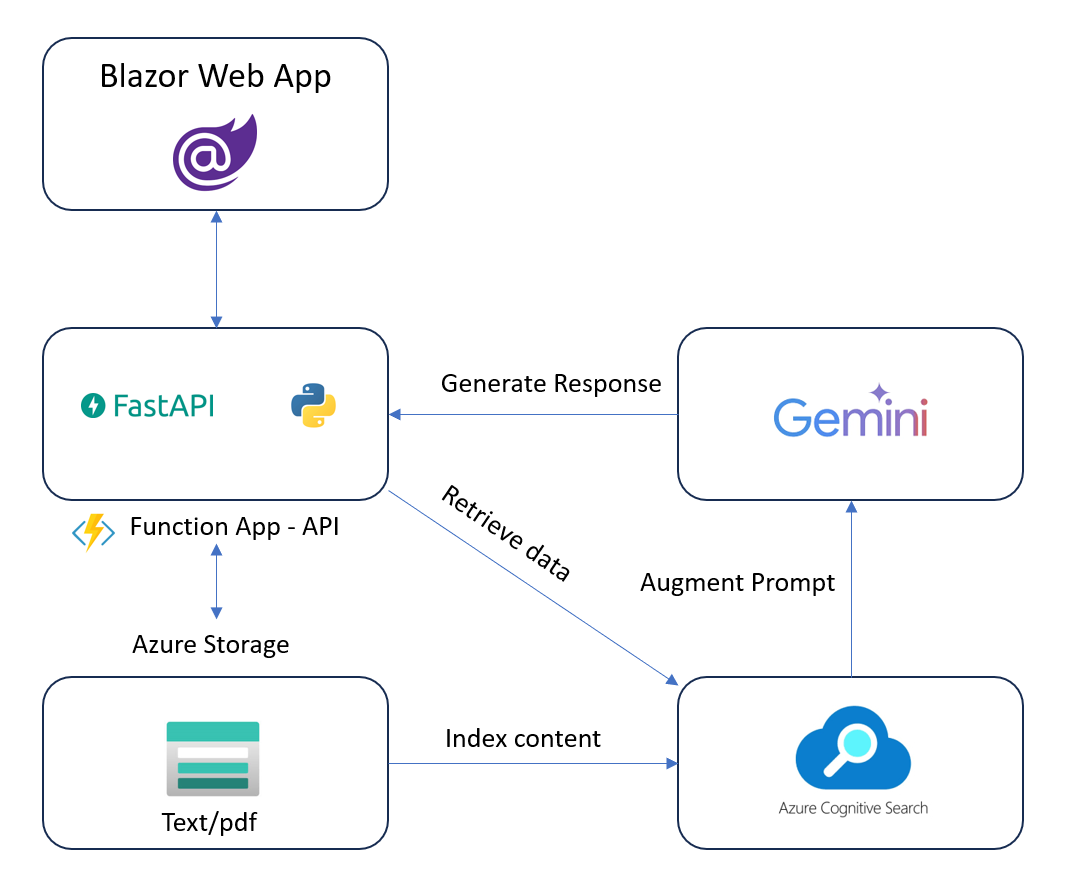 Blazor Web App
FastAPI
Generate Response
Gemini
Function App - API
Retrieve data
Augment Prompt
Azure Storage
Index content
Text/pdf
Azure Cognitive Search